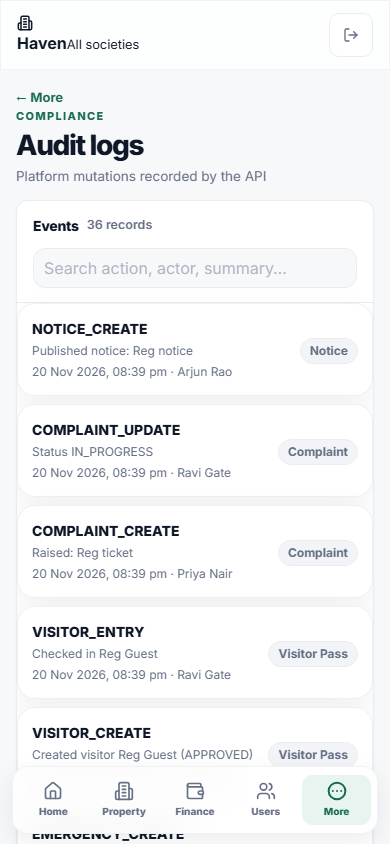 HavenAll societies
← More
COMPLIANCE
Audit logs
Platform mutations recorded by the API
Events 36 records
Search action, actor, summary...
NOTICE_CREATE
Published notice: Reg notice
Notice
20 Nov 2026, 08:39 pm · Arjun Rao
COMPLAINT_UPDATE
Status IN_PROGRESS
Complaint
20 Nov 2026, 08:39 pm · Ravi Gate
COMPLAINT_CREATE
Raised: Reg ticket
Complaint
20 Nov 2026, 08:39 pm · Priya Nair
VISITOR_ENTRY
Checked in Reg Guest
Visitor Pass
20 Nov 2026, 08:39 pm · Ravi Gate
VISITOR_CREATE
Created visitor Reg Guest (APPROVED)
Visitor Pass
Home Property Finance Users More
EMERGENCY_CREATE